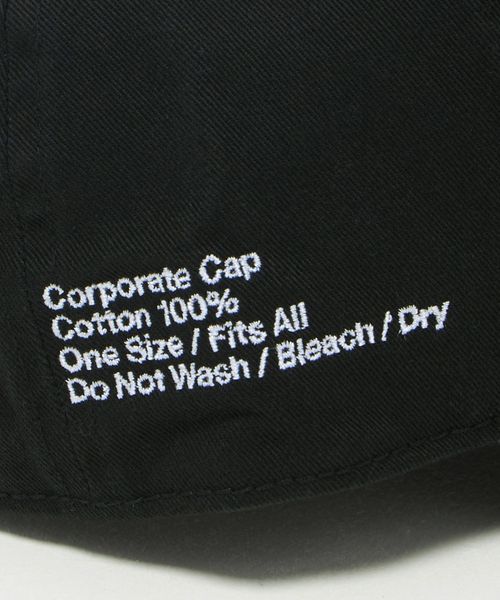 Corporate Cap
Cotton 100%
One Size / Fits All
Do Not Wash / Bleach / Dry